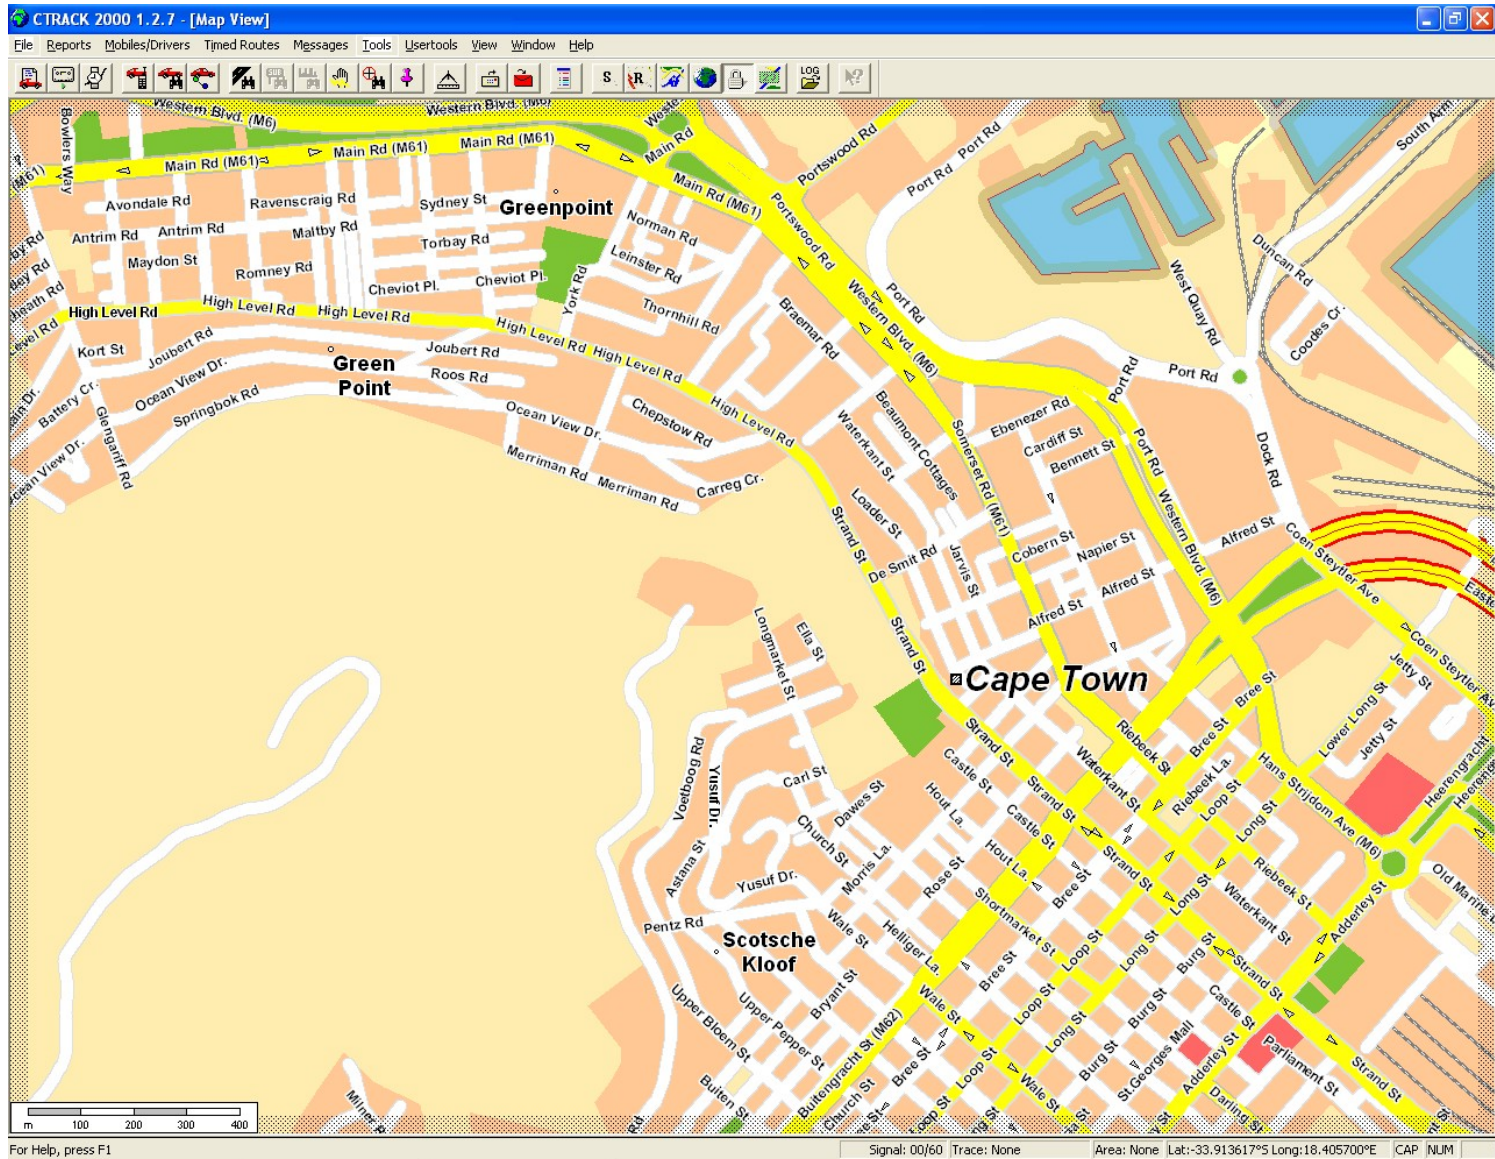 CTRACK 2000 1.2.7 - [Map View]
File Reports Mobiles/Drivers Timed Routes Messages Tools Usertools View Window Help
S R LOG
Western Blvd. (M6)
Western Blvd. (M6)
Bowlers Way
Main Rd (M61)
Main Rd (M61)
Main Rd (M61)
Main Rd
(M61)
Main Rd (M61)
Portswood Rd
Port Rd
Port Rd
South Arm
Avondale Rd
Ravenscraig Rd
Sydney St
Greenpoint
Norman Rd
Portswood Rd
Antrim Rd
Antrim Rd
Maltby Rd
Torbay Rd
Leinster Rd
Duncan Rd
Maydon St
Romney Rd
Cheviot Pl.
Cheviot Pl.
York Rd
Thornhill Rd
Braemar Rd
Western Blvd. (M6)
Port Rd
West Quay Rd
Coodes Cr.
High Level Rd
High Level Rd
High Level Rd
High Level Rd
High Level Rd
High Level Rd
Level Rd
Kort St
Joubert Rd
Green
Point
Joubert Rd
Roos Rd
Port Rd
Port Rd
Battery Cr.
Ocean View Dr.
Springbok Rd
Glengariff Rd
Ocean View Dr.
Chepstow Rd
Waterkant St
Beaumont Cottages
Somerset Rd (M61)
Ebenezer Rd
Cardiff St
Bennett St
Port Rd
Dock Rd
Ocean View Dr.
Merriman Rd
Merriman Rd
Carreg Cr.
Loader St
Strand St
De Smit Rd
Jarvis St
Cobern St
Napier St
Western Blvd. (M6)
Alfred St
Coen Steytler Ave
Alfred St
Alfred St
Longmarket St
Ella St
Strand St
Cape Town
Coen Steytler Av
Jetty St
Jetty St
Lower Long St
Bree St
Bree St
Riebeek St
Voetboog Rd
Yusuf Dr.
Carl St
Dawes St
Strand St
Castle St
Hout La.
Waterkant St
Strand St
Castle St
Riebeek La.
Loop St
Long St
Hans Strijdom Ave (M6)
Heerengracht
Astana St
Church St
Morris La.
Hout La.
Rose St
Strand St
Bree St
Long St
Riebeek St
Waterkant St
Adderley St
Yusuf Dr.
Pentz Rd
Scotsche
Kloof
Wale St
Helliger La.
Shortmarket St
Loop St
Long St
Burg St
Strand St
Castle St
Bryant St
Upper Bloem St
Upper Pepper St
Buitengracht St (M62)
Wale St
Bree St
Loop St
Long St
Burg St
Burg St
St.Georges Mall
Adderley St
Parliament St
Strand St
Darling St
Wale St
Loop St
Loop St
Bree St
Church St
Buiten St
m 100 200 300 400
For Help, press F1
Signal: 00/60 Trace: None Area: None Lat:-33.913617°S Long:18.405700°E CAP NUM